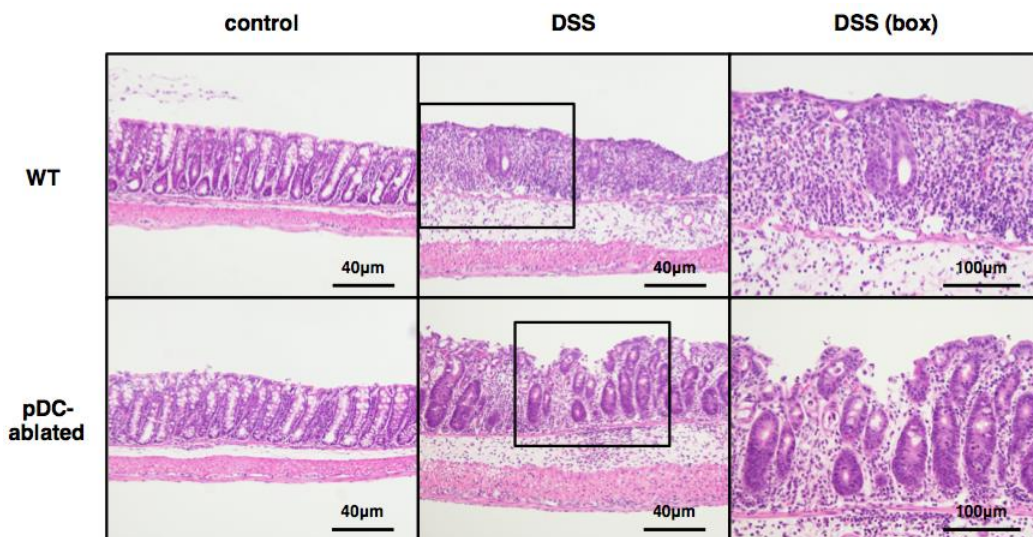 control DSS DSS (box)
WT
40µm 40µm 100µm
pDC-
ablated
40µm 40µm 100µm